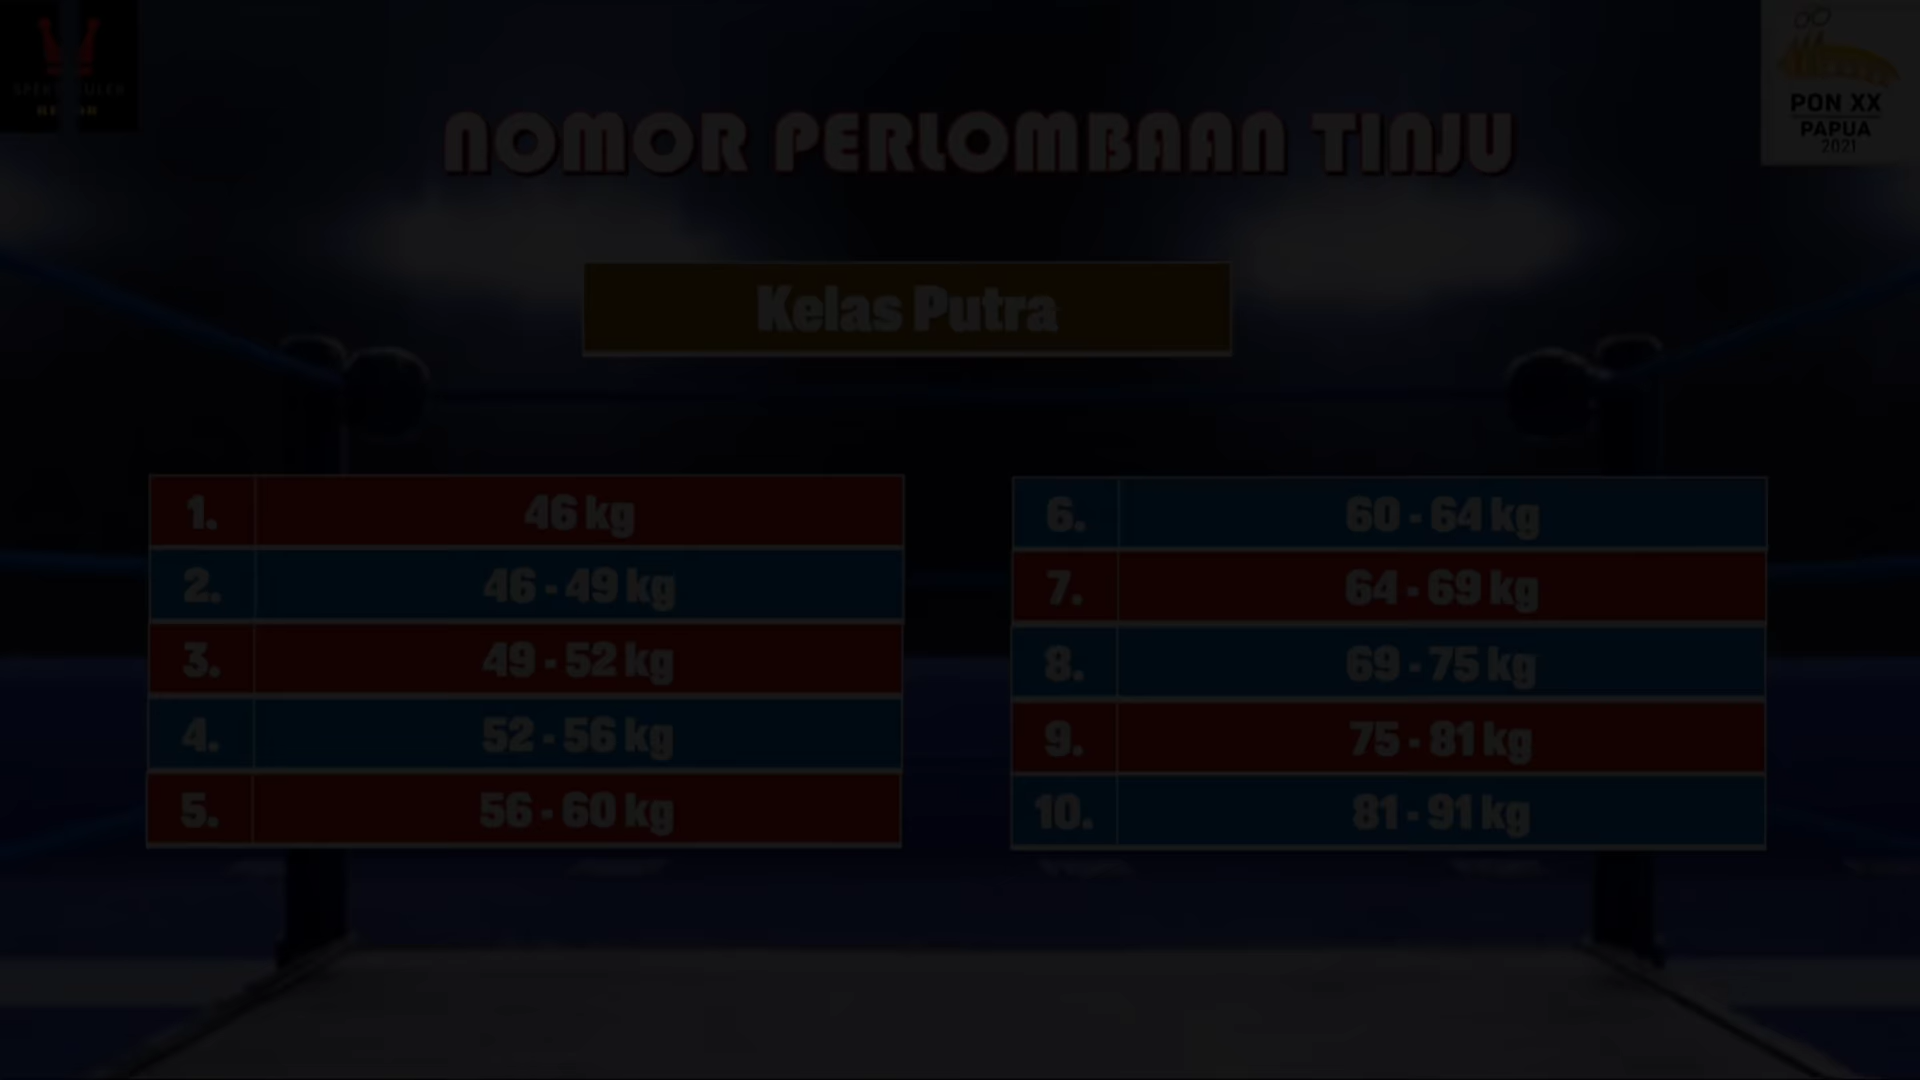 NOMOR PERLOMBAAN TINJU
PON XX
PAPUA
2021
Kelas Putra
1. 46 kg
2. 46 - 49 kg
3. 49 - 52 kg
4. 52 - 56 kg
5. 56 - 60 kg
6. 60 - 64 kg
7. 64 - 69 kg
8. 69 - 75 kg
9. 75 - 81 kg
10. 81 - 91 kg